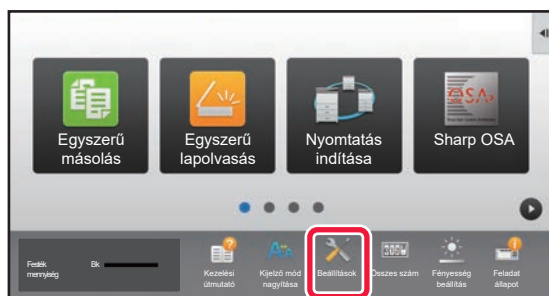 Egyszerű
másolás
Egyszerű
lapolvasás
Nyomtatás
indítása
Sharp OSA
Festék
mennyiség
Bk
Kezelési
útmutató
Kijelző mód
nagyítása
Beállítások
Összes szám
Fényesség
beállítás
Feladat
állapot